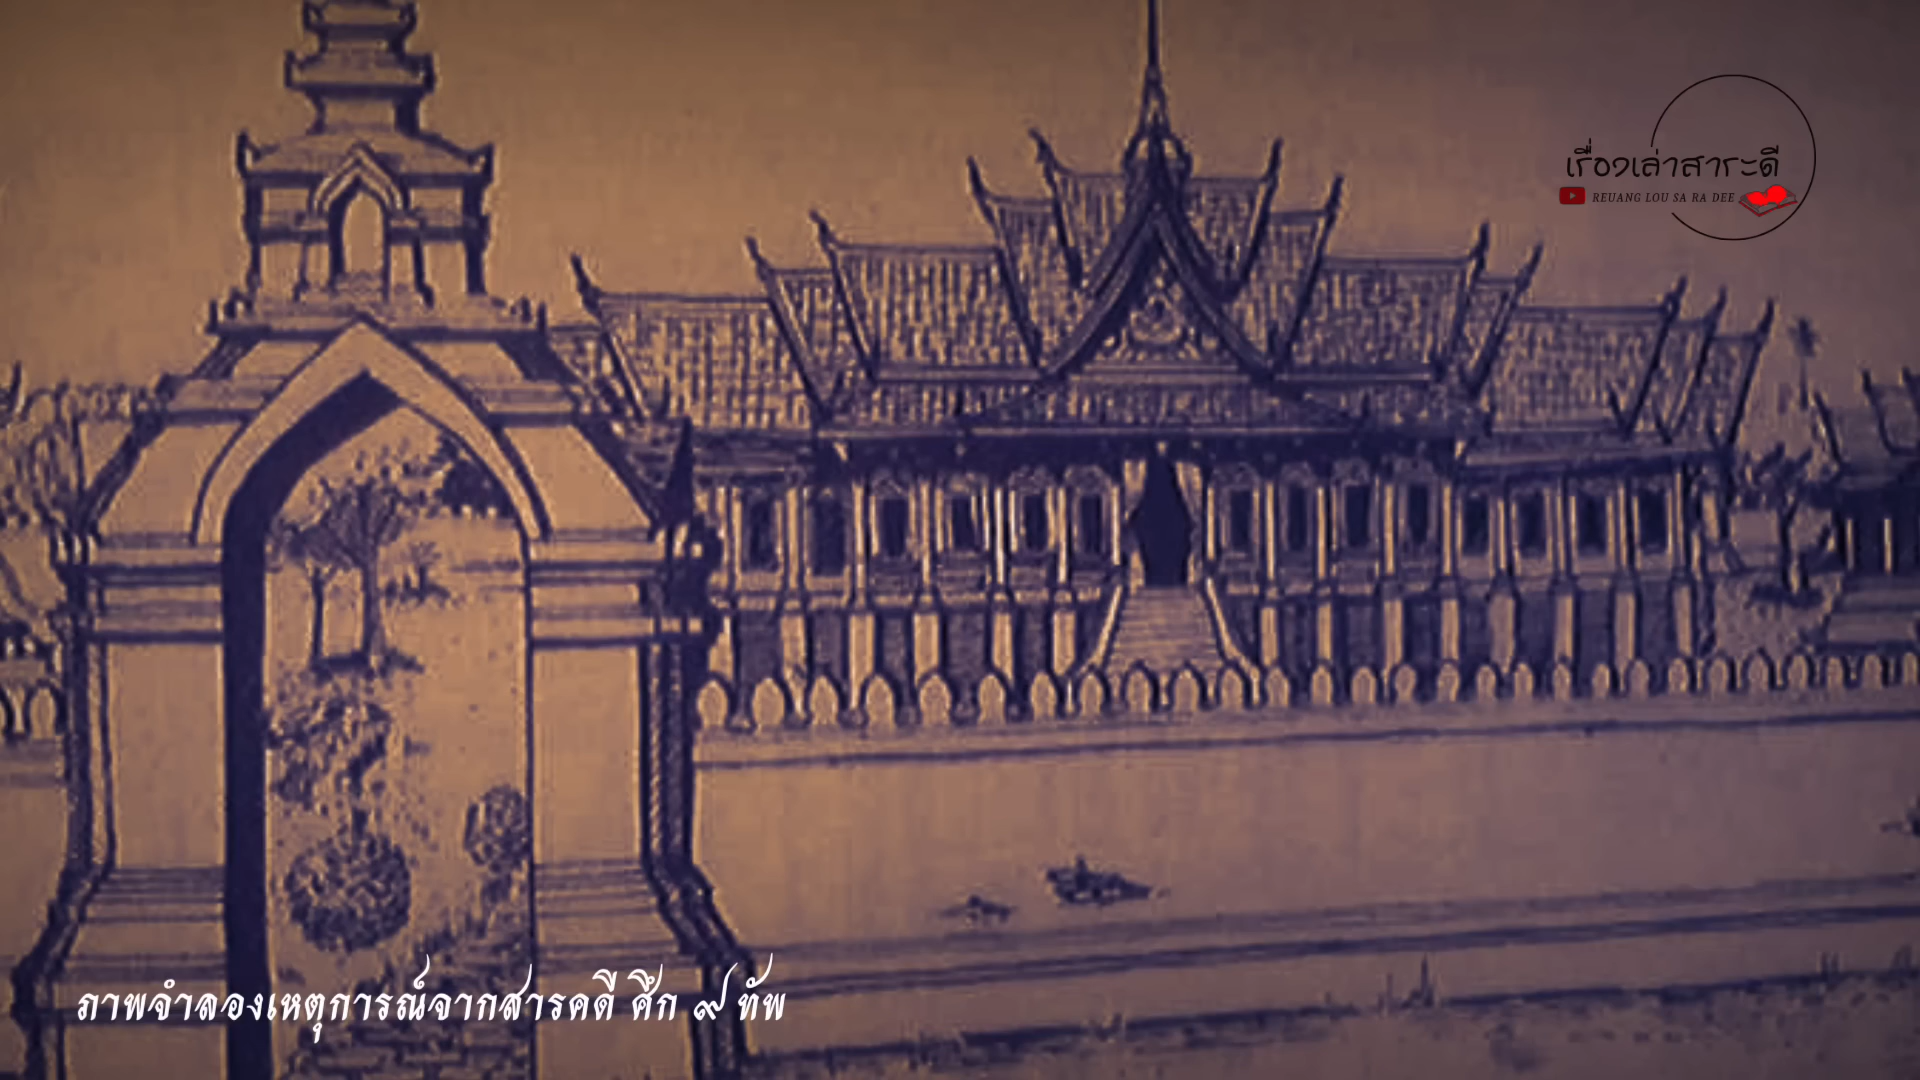 เรื่องเล่าสาระดี
REUANG LOU SA RA DEE
ภาพจำลองเหตุการณ์จากสารคดี ศึก ๙ ทัพ